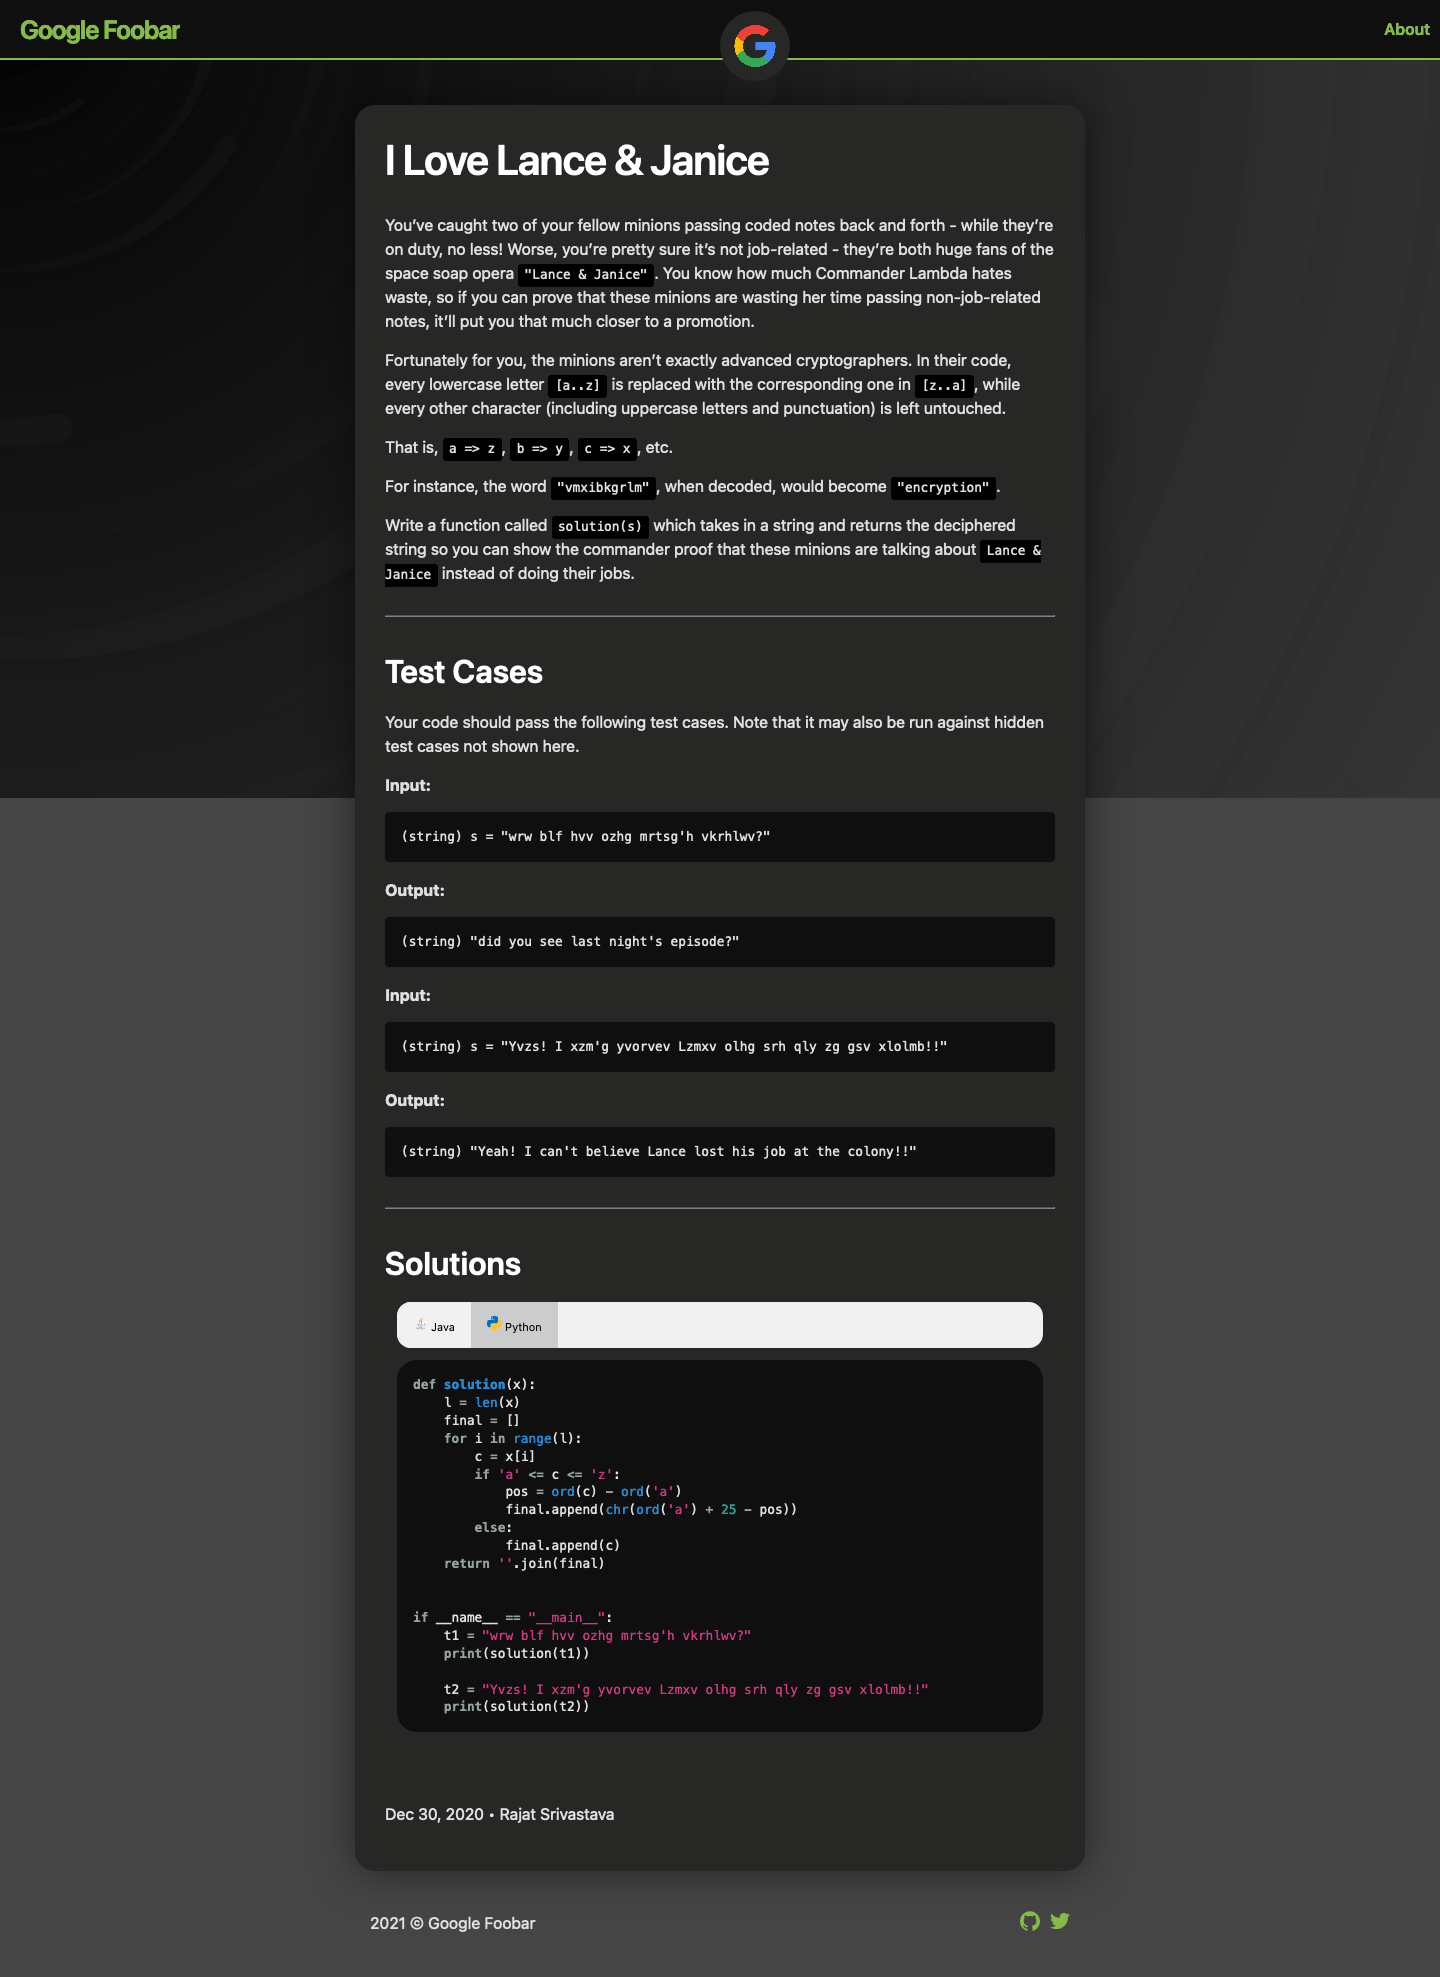 Google Foobar
About
I Love Lance & Janice
You’ve caught two of your fellow minions passing coded notes back and forth - while they’re
on duty, no less! Worse, you’re pretty sure it’s not job-related - they’re both huge fans of the
space soap opera "Lance & Janice". You know how much Commander Lambda hates
waste, so if you can prove that these minions are wasting her time passing non-job-related
notes, it’ll put you that much closer to a promotion.
Fortunately for you, the minions aren’t exactly advanced cryptographers. In their code,
every lowercase letter [a..z] is replaced with the corresponding one in [z..a], while
every other character (including uppercase letters and punctuation) is left untouched.
That is, a => z, b => y, c => x, etc.
For instance, the word "vmxibkgrlm", when decoded, would become "encryption".
Write a function called solution(s) which takes in a string and returns the deciphered
string so you can show the commander proof that these minions are talking about Lance &
Janice instead of doing their jobs.
Test Cases
Your code should pass the following test cases. Note that it may also be run against hidden
test cases not shown here.
Input:
(string) s = "wrw blf hvv ozhg mrtsg'h vkrhlwv?"
Output:
(string) "did you see last night's episode?"
Input:
(string) s = "Yvzs! I xzm'g yvorvev Lzmxv olhg srh qly zg gsv xlolmb!!"
Output:
(string) "Yeah! I can't believe Lance lost his job at the colony!!"
Solutions
Java Python
def solution(x):
    l = len(x)
    final = []
    for i in range(l):
        c = x[i]
        if 'a' <= c <= 'z':
            pos = ord(c) - ord('a')
            final.append(chr(ord('a') + 25 - pos))
        else:
            final.append(c)
    return ''.join(final)
if __name__ == "__main__":
    t1 = "wrw blf hvv ozhg mrtsg'h vkrhlwv?"
    print(solution(t1))
    t2 = "Yvzs! I xzm'g yvorvev Lzmxv olhg srh qly zg gsv xlolmb!!"
    print(solution(t2))
Dec 30, 2020 • Rajat Srivastava
2021 © Google Foobar